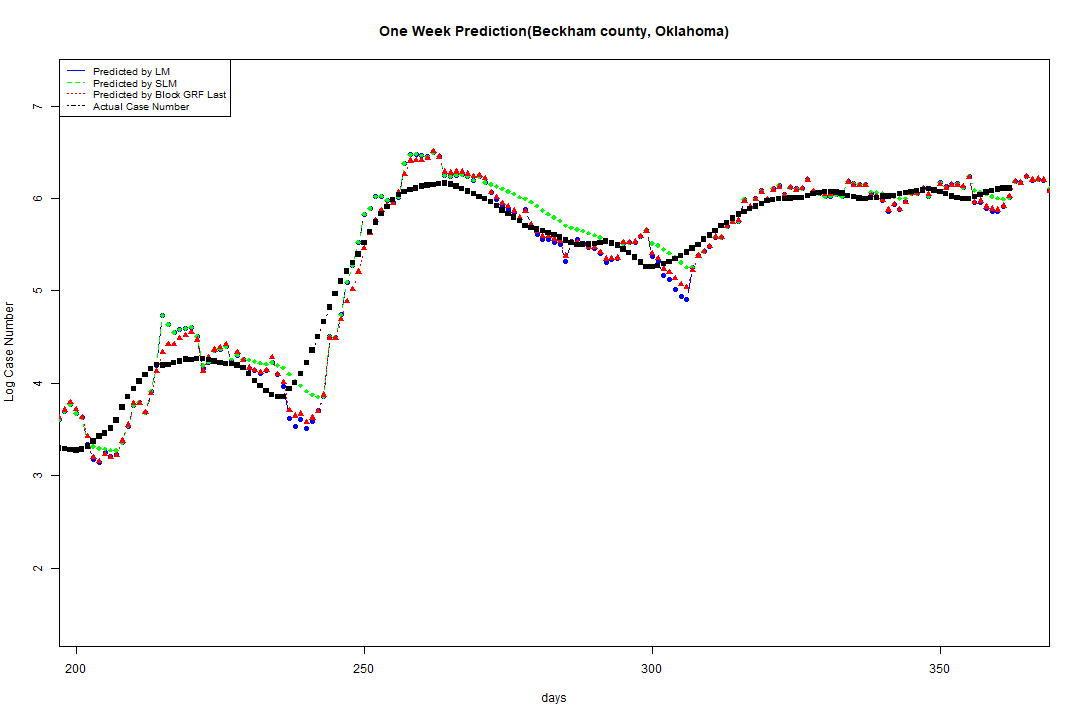 One Week Prediction(Beckham county, Oklahoma)
Predicted by LM
Predicted by SLM
Predicted by Block GRF Last
Actual Case Number
7
6
5
4
3
2
Log Case Number
200
250
300
350
days